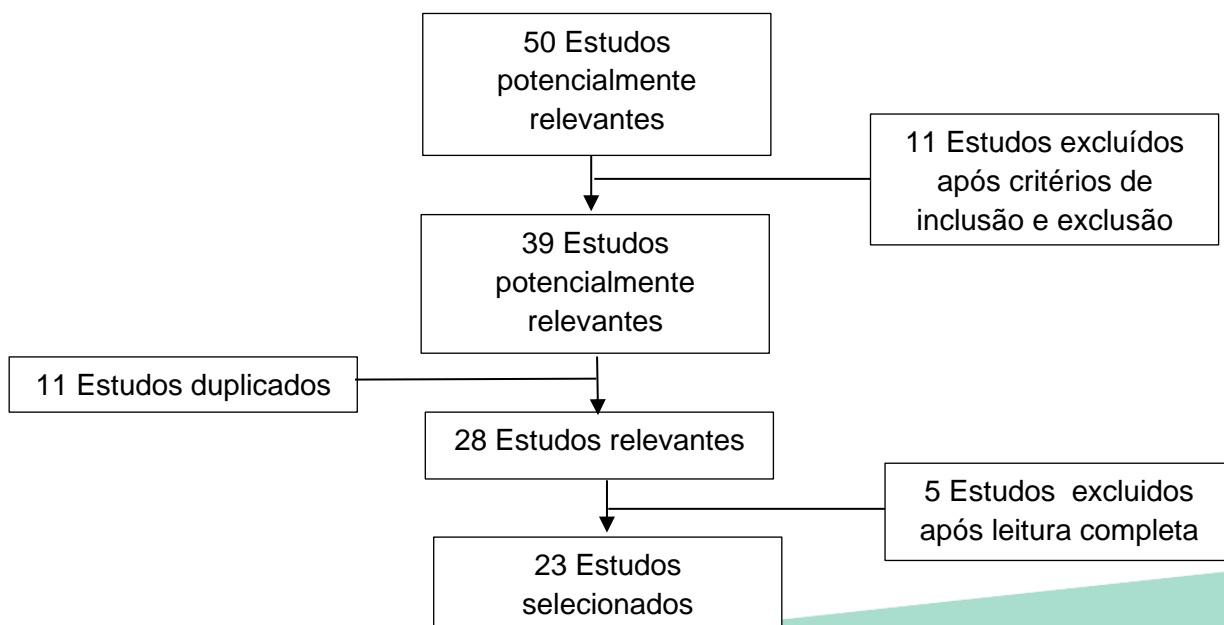 50 Estudos
potencialmente
relevantes
11 Estudos excluídos
após critérios de
inclusão e exclusão
39 Estudos
potencialmente
relevantes
11 Estudos duplicados
28 Estudos relevantes
5 Estudos excluidos
após leitura completa
23 Estudos
selecionados